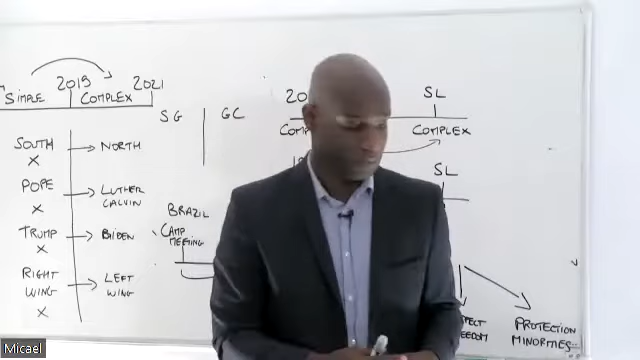 2019 2021
SIMPLE COMPLEX
SOUTH NORTH
X
POPE LUTHER
CALVIN
X
TRUMP BIDEN
X
RIGHT LEFT
WING WING
X
SG GC
BRAZIL
CAMP
MEETING
SL
COMPLEX
SL
PROTECTION
MINORITIES
Micael